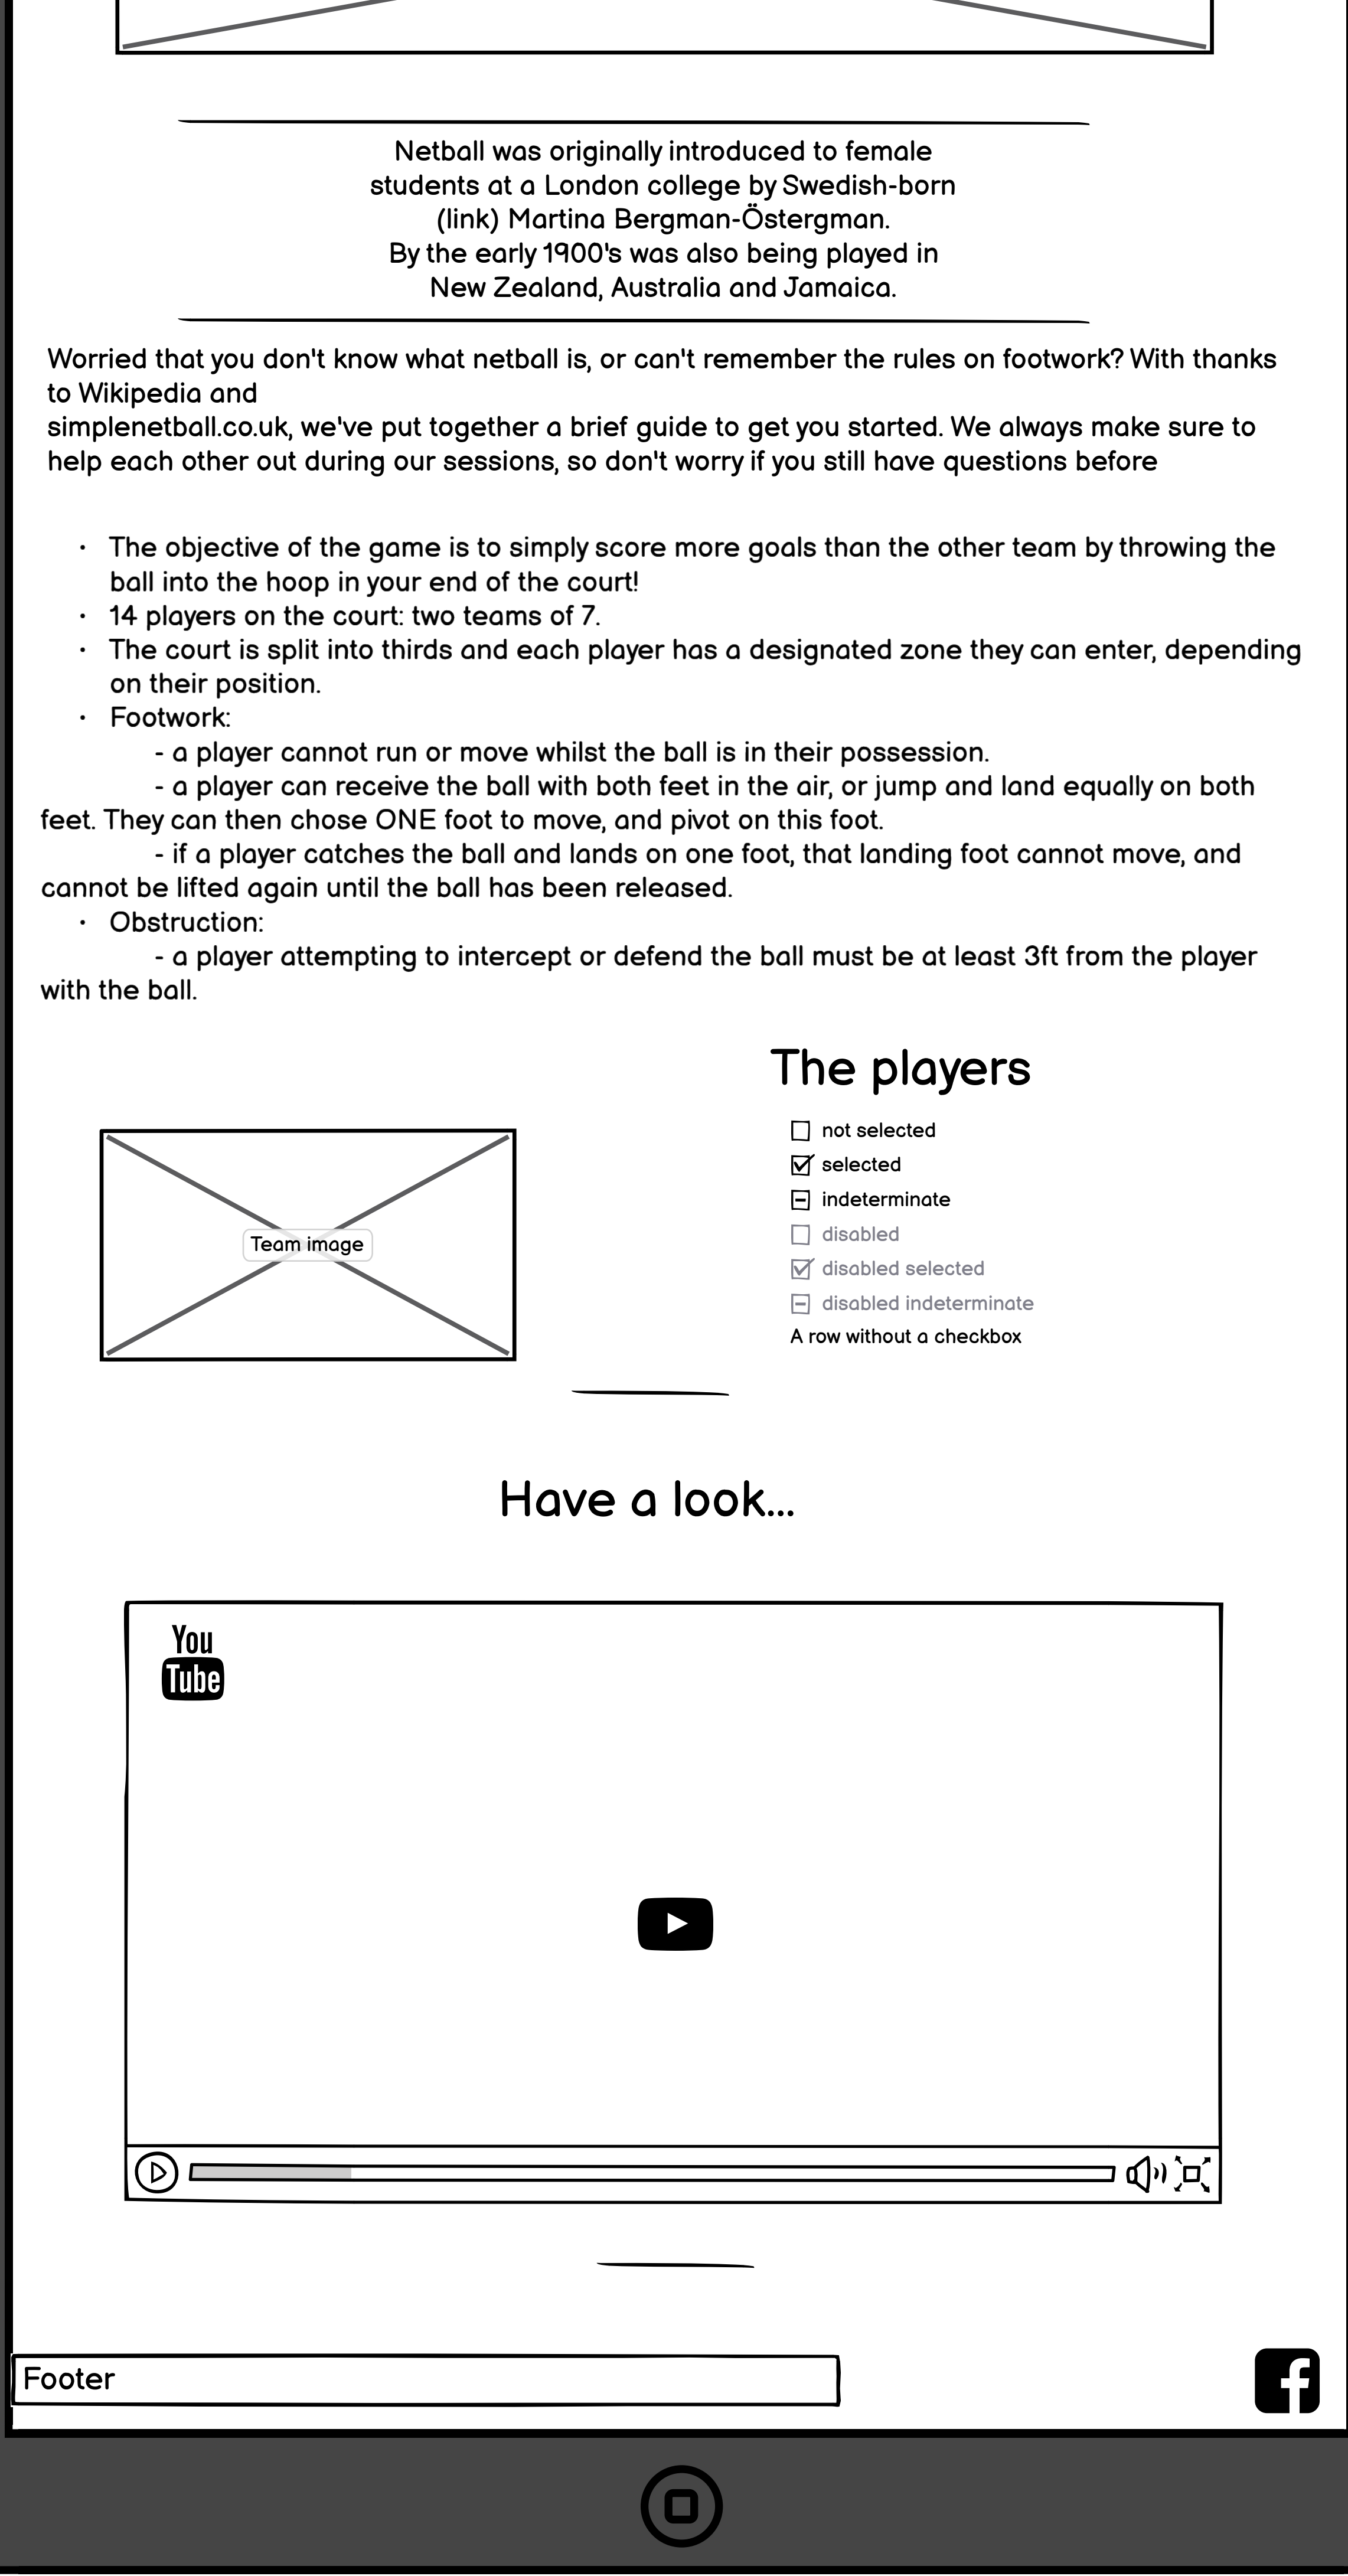 Netball was originally introduced to female
students at a London college by Swedish-born
(link) Martina Bergman-Östergman.
By the early 1900's was also being played in
New Zealand, Australia and Jamaica.
Worried that you don't know what netball is, or can't remember the rules on footwork? With thanks
to Wikipedia and
simplenetball.co.uk, we've put together a brief guide to get you started. We always make sure to
help each other out during our sessions, so don't worry if you still have questions before
• The objective of the game is to simply score more goals than the other team by throwing the
ball into the hoop in your end of the court!
• 14 players on the court: two teams of 7.
• The court is split into thirds and each player has a designated zone they can enter, depending
on their position.
• Footwork:
- a player cannot run or move whilst the ball is in their possession.
- a player can receive the ball with both feet in the air, or jump and land equally on both
feet. They can then chose ONE foot to move, and pivot on this foot.
- if a player catches the ball and lands on one foot, that landing foot cannot move, and
cannot be lifted again until the ball has been released.
• Obstruction:
- a player attempting to intercept or defend the ball must be at least 3ft from the player
with the ball.
The players
not selected
selected
indeterminate
disabled
disabled selected
disabled indeterminate
A row without a checkbox
Team image
Have a look...
You
Tube
Footer
f